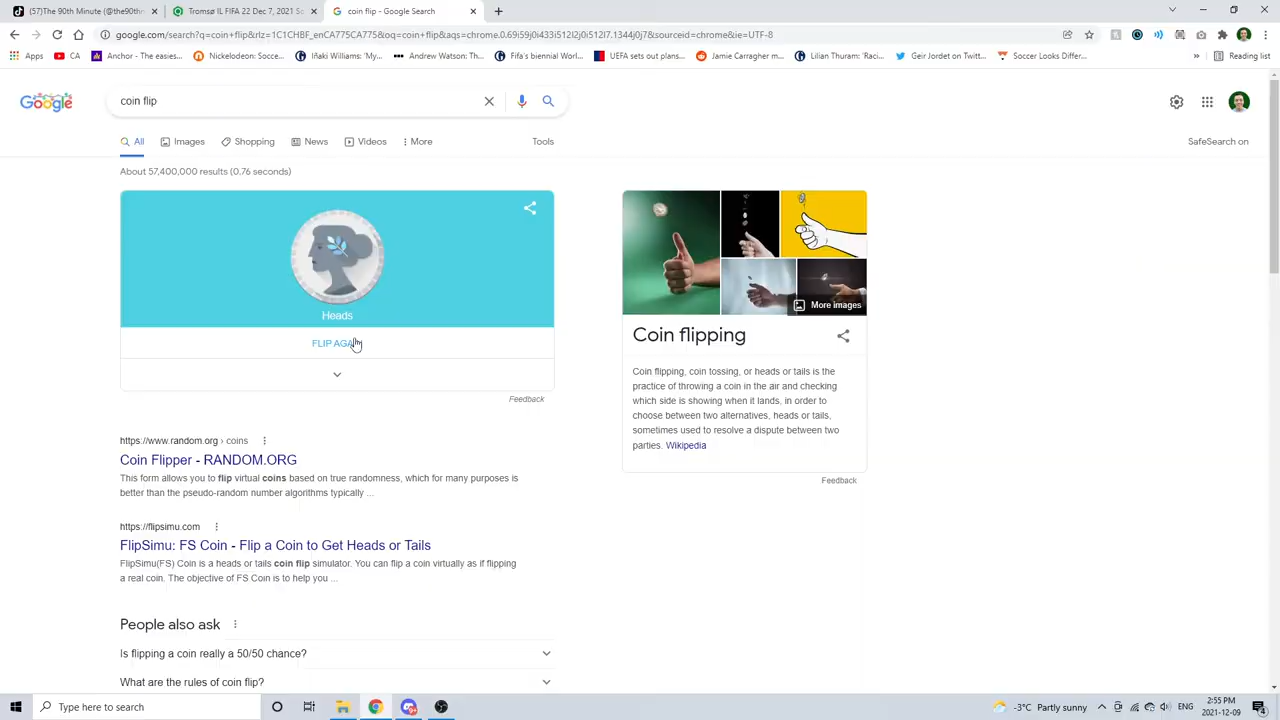 (57)The 90th Minute (@the90thn
Tromsø IL FIFA 22 Dec 7, 2021 Sa
coin flip - Google Search
google.com/search?q=coin+flip&rlz=1C1CHBF_enCA775CA775&oq=coin+flip&aqs=chrome.0.69i59j0i433i512l2j0i512l7.1344j0j7&sourceid=chrome&ie=UTF-8
Apps
CA
Anchor - The easies...
Nickelodeon: Socce...
Iñaki Williams: 'My...
Andrew Watson: Th...
Fifa's biennial Worl...
UEFA sets out plans...
Jamie Carragher m...
Lilian Thuram: 'Raci...
Geir Jordet on Twitt...
Soccer Looks Differ...
»
Reading list
Google
coin flip
All
Images
Shopping
News
Videos
More
Tools
SafeSearch on
About 57,400,000 results (0.76 seconds)
Heads
FLIP AGA
Feedback
More images
Coin flipping
Coin flipping, coin tossing, or heads or tails is the
practice of throwing a coin in the air and checking
which side is showing when it lands, in order to
choose between two alternatives, heads or tails,
sometimes used to resolve a dispute between two
parties. Wikipedia
Feedback
https://www.random.org › coins
Coin Flipper - RANDOM.ORG
This form allows you to flip virtual coins based on true randomness, which for many purposes is
better than the pseudo-random number algorithms typically ...
https://flipsimu.com
FlipSimu: FS Coin - Flip a Coin to Get Heads or Tails
FlipSimu(FS) Coin is a heads or tails coin flip simulator. You can flip a coin virtually as if flipping
a real coin. The objective of FS Coin is to help you ...
People also ask
Is flipping a coin really a 50/50 chance?
What are the rules of coin flip?
Type here to search
-3°C Partly sunny
ENG
2:55 PM
2021-12-09